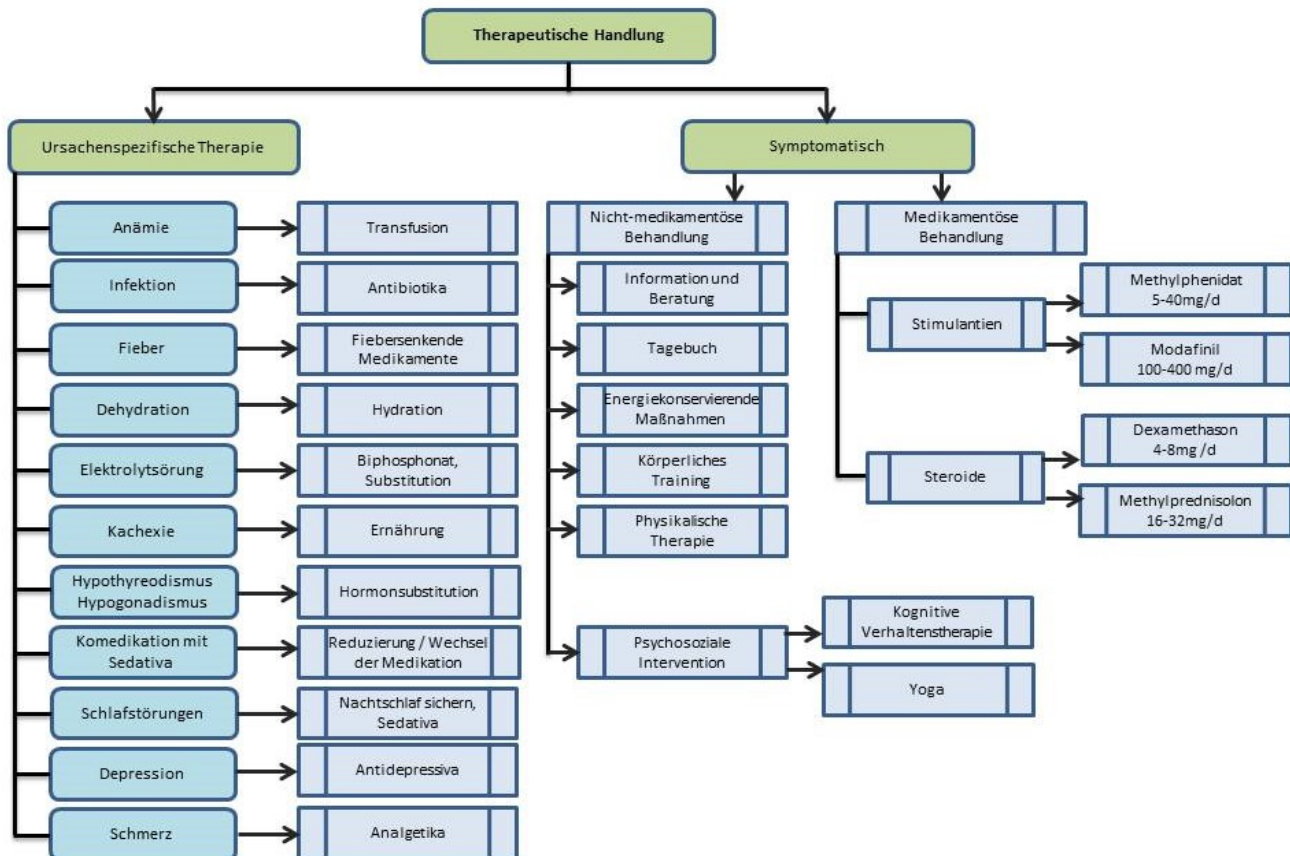 Therapeutische Handlung
Ursachenspezifische Therapie
Anämie
Transfusion
Infektion
Antibiotika
Fieber
Fiebersenkende
Medikamente
Dehydration
Hydration
Elektrolytsörung
Biphosphonat,
Substitution
Kachexie
Ernährung
Hypothyreodismus
Hypogonadismus
Hormonsubstitution
Komedikation mit
Sedativa
Reduzierung / Wechsel
der Medikation
Schlafstörungen
Nachtschlaf sichern,
Sedativa
Depression
Antidepressiva
Schmerz
Analgetika
Symptomatisch
Nicht-medikamentöse
Behandlung
Information und
Beratung
Tagebuch
Energiekonservierende
Maßnahmen
Körperliches
Training
Physikalische
Therapie
Psychosoziale
Intervention
Kognitive
Verhaltenstherapie
Yoga
Medikamentöse
Behandlung
Stimulantien
Methylphenidat
5-40mg/d
Modafinil
100-400 mg/d
Steroide
Dexamethason
4-8mg /d
Methylprednisolon
16-32mg/d